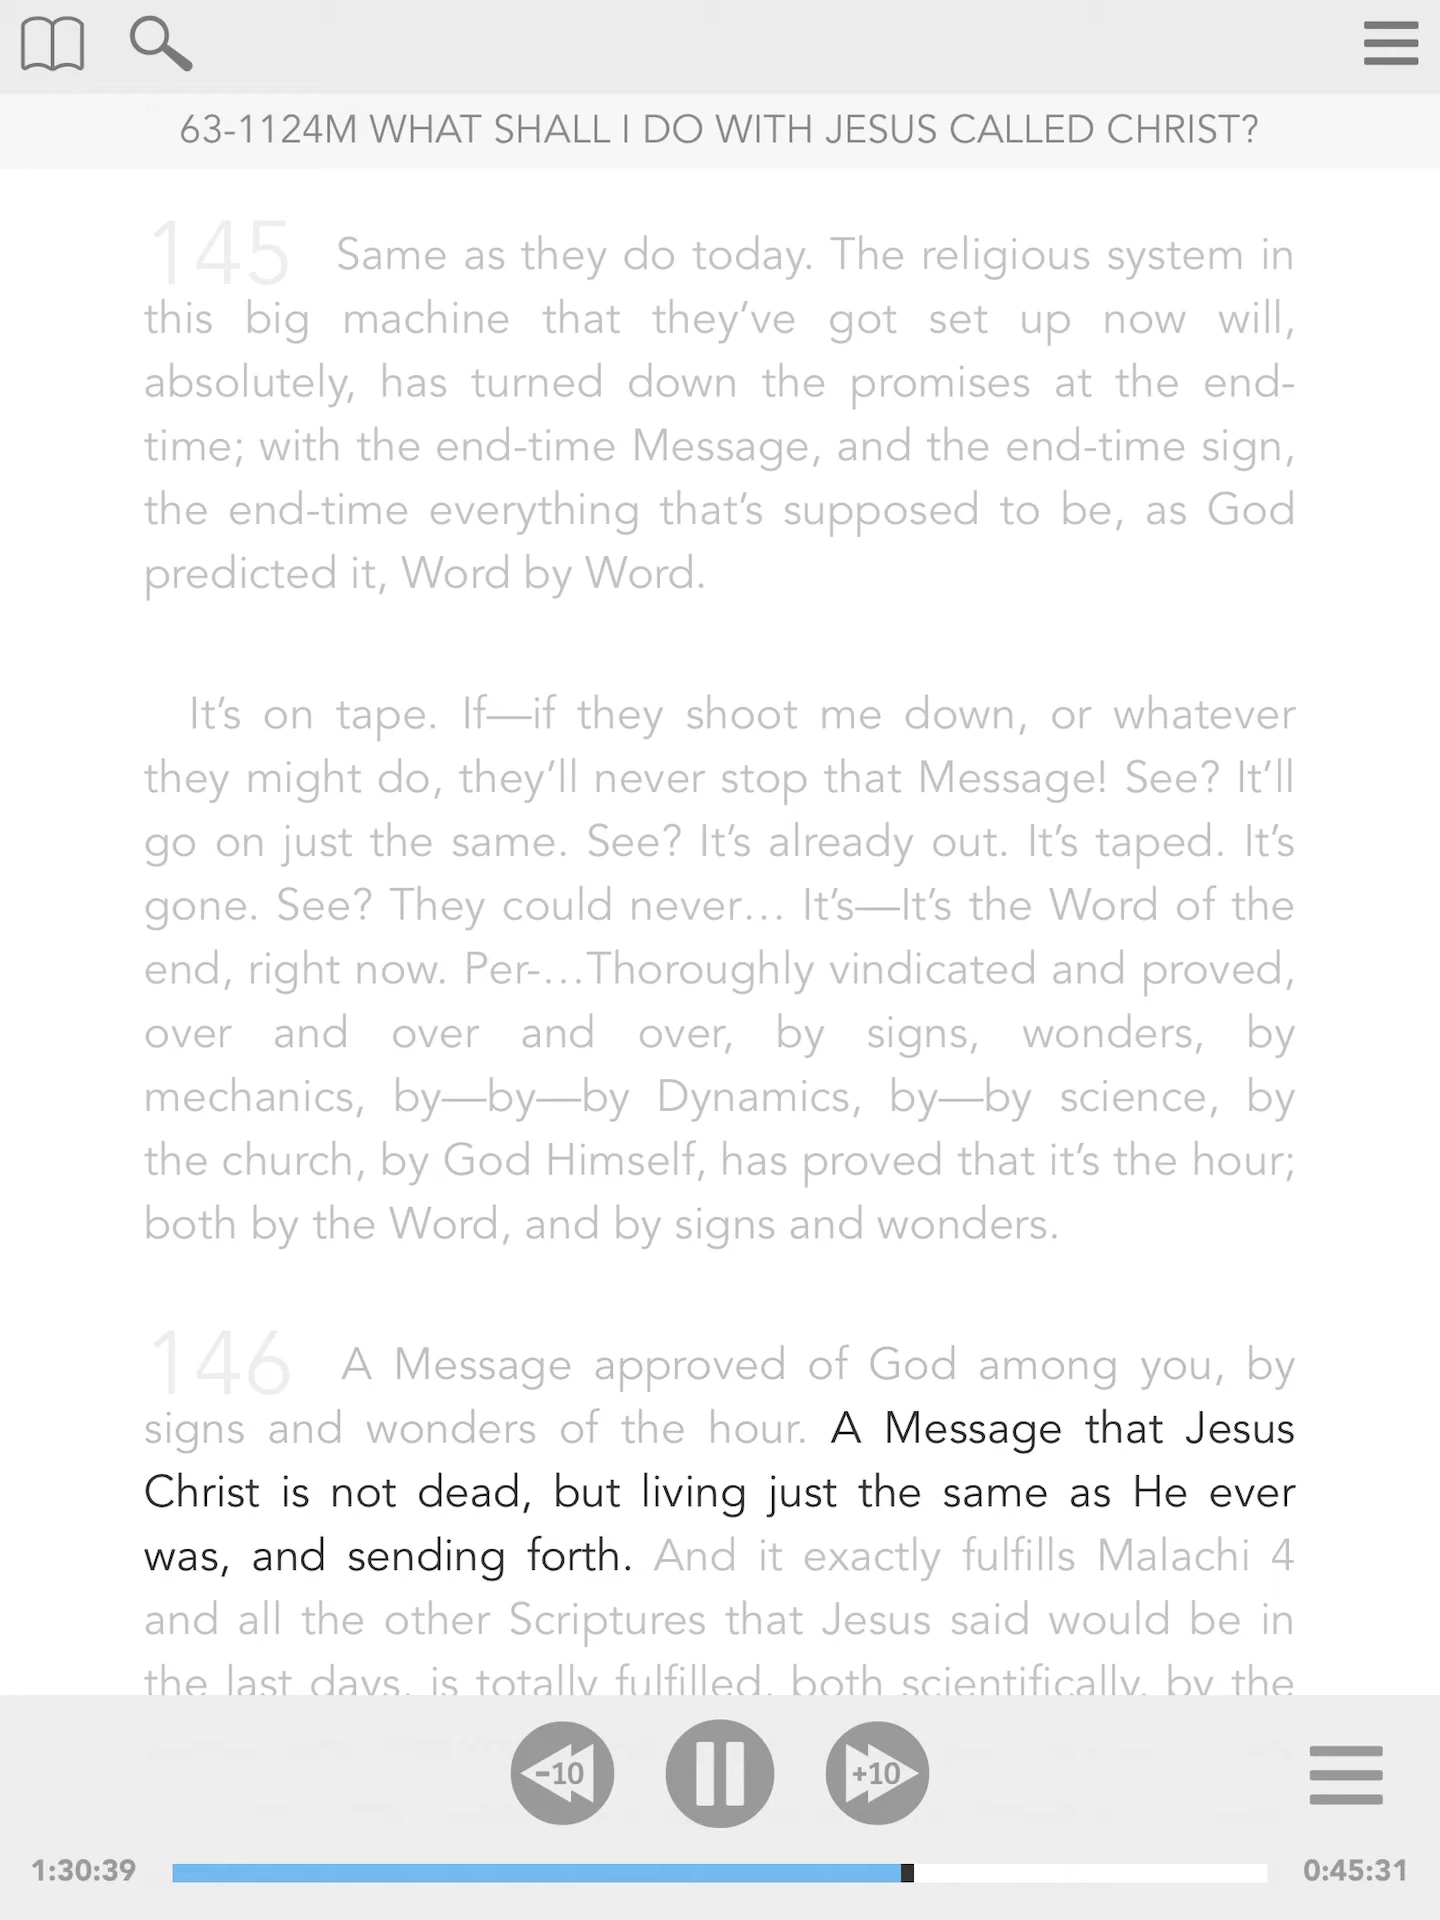 63-1124M WHAT SHALL I DO WITH JESUS CALLED CHRIST?
145 Same as they do today. The religious system in
this big machine that they’ve got set up now will,
absolutely, has turned down the promises at the end-
time; with the end-time Message, and the end-time sign,
the end-time everything that’s supposed to be, as God
predicted it, Word by Word.
It’s on tape. If—if they shoot me down, or whatever
they might do, they’ll never stop that Message! See? It’ll
go on just the same. See? It’s already out. It’s taped. It’s
gone. See? They could never… It’s—It’s the Word of the
end, right now. Per-…Thoroughly vindicated and proved,
over and over and over, by signs, wonders, by
mechanics, by—by—by Dynamics, by—by science, by
the church, by God Himself, has proved that it’s the hour;
both by the Word, and by signs and wonders.
146 A Message approved of God among you, by
signs and wonders of the hour. A Message that Jesus
Christ is not dead, but living just the same as He ever
was, and sending forth. And it exactly fulfills Malachi 4
and all the other Scriptures that Jesus said would be in
the last days, is totally fulfilled, both scientifically, by the
-10 +10
1:30:39 0:45:31